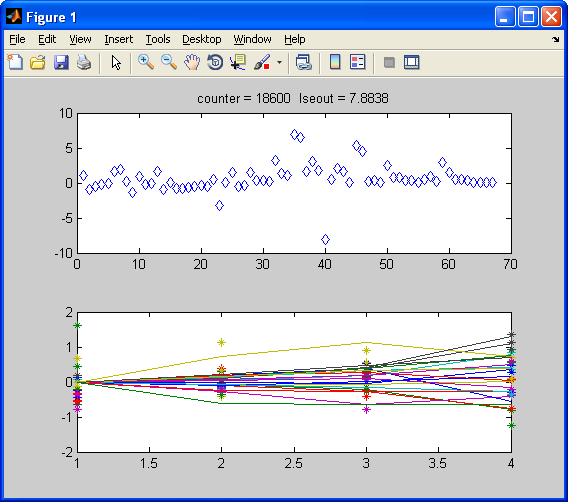 Figure 1
File Edit View Insert Tools Desktop Window Help
counter = 18600 lseout = 7.8838
10
5
0
-5
-10
0 10 20 30 40 50 60 70
2
1
0
-1
-2
1 1.5 2 2.5 3 3.5 4